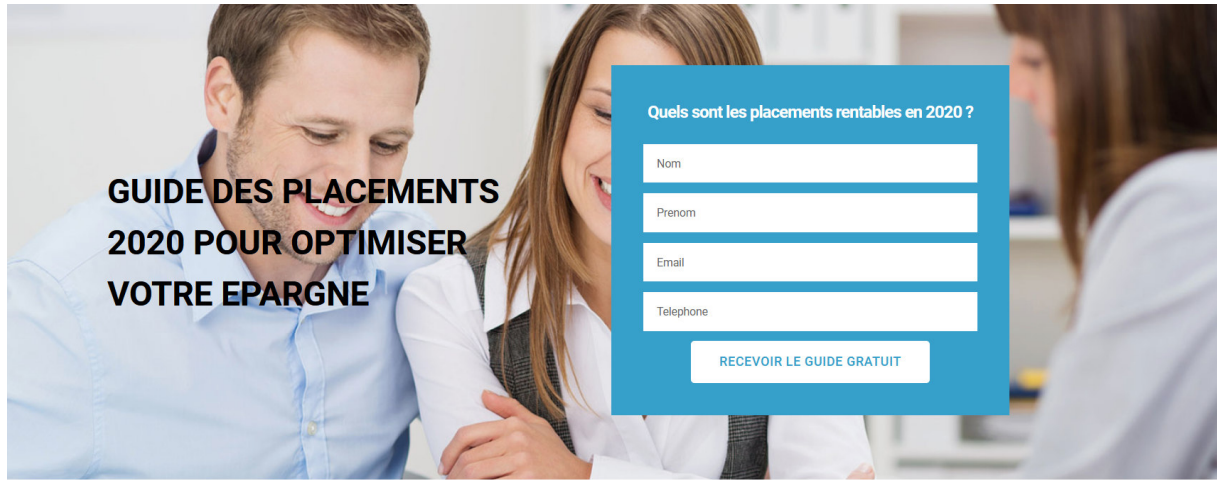 GUIDE DES PLACEMENTS
2020 POUR OPTIMISER
VOTRE EPARGNE
Quels sont les placements rentables en 2020 ?
Nom
Prenom
Email
Telephone
RECEVOIR LE GUIDE GRATUIT